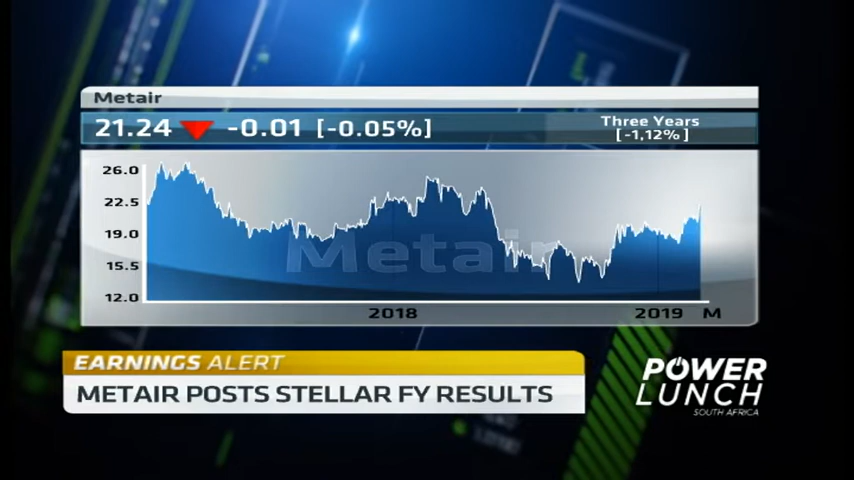 Metair
21.24 -0.01 [-0.05%]
Three Years
[-1,12%]
26.0
22.5
19.0
15.5
12.0
Metair
2018 2019 M
EARNINGS ALERT
METAIR POSTS STELLAR FY RESULTS
POWER
LUNCH
SOUTH AFRICA